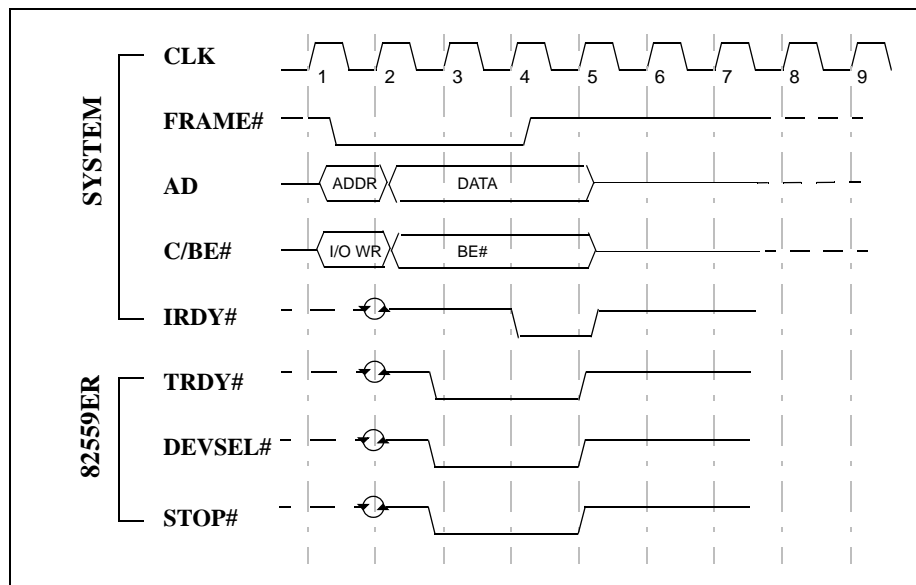 SYSTEM
CLK
1 2 3 4 5 6 7 8 9
FRAME#
AD
ADDR DATA
C/BE#
I/O WR BE#
IRDY#
82559ER
TRDY#
DEVSEL#
STOP#